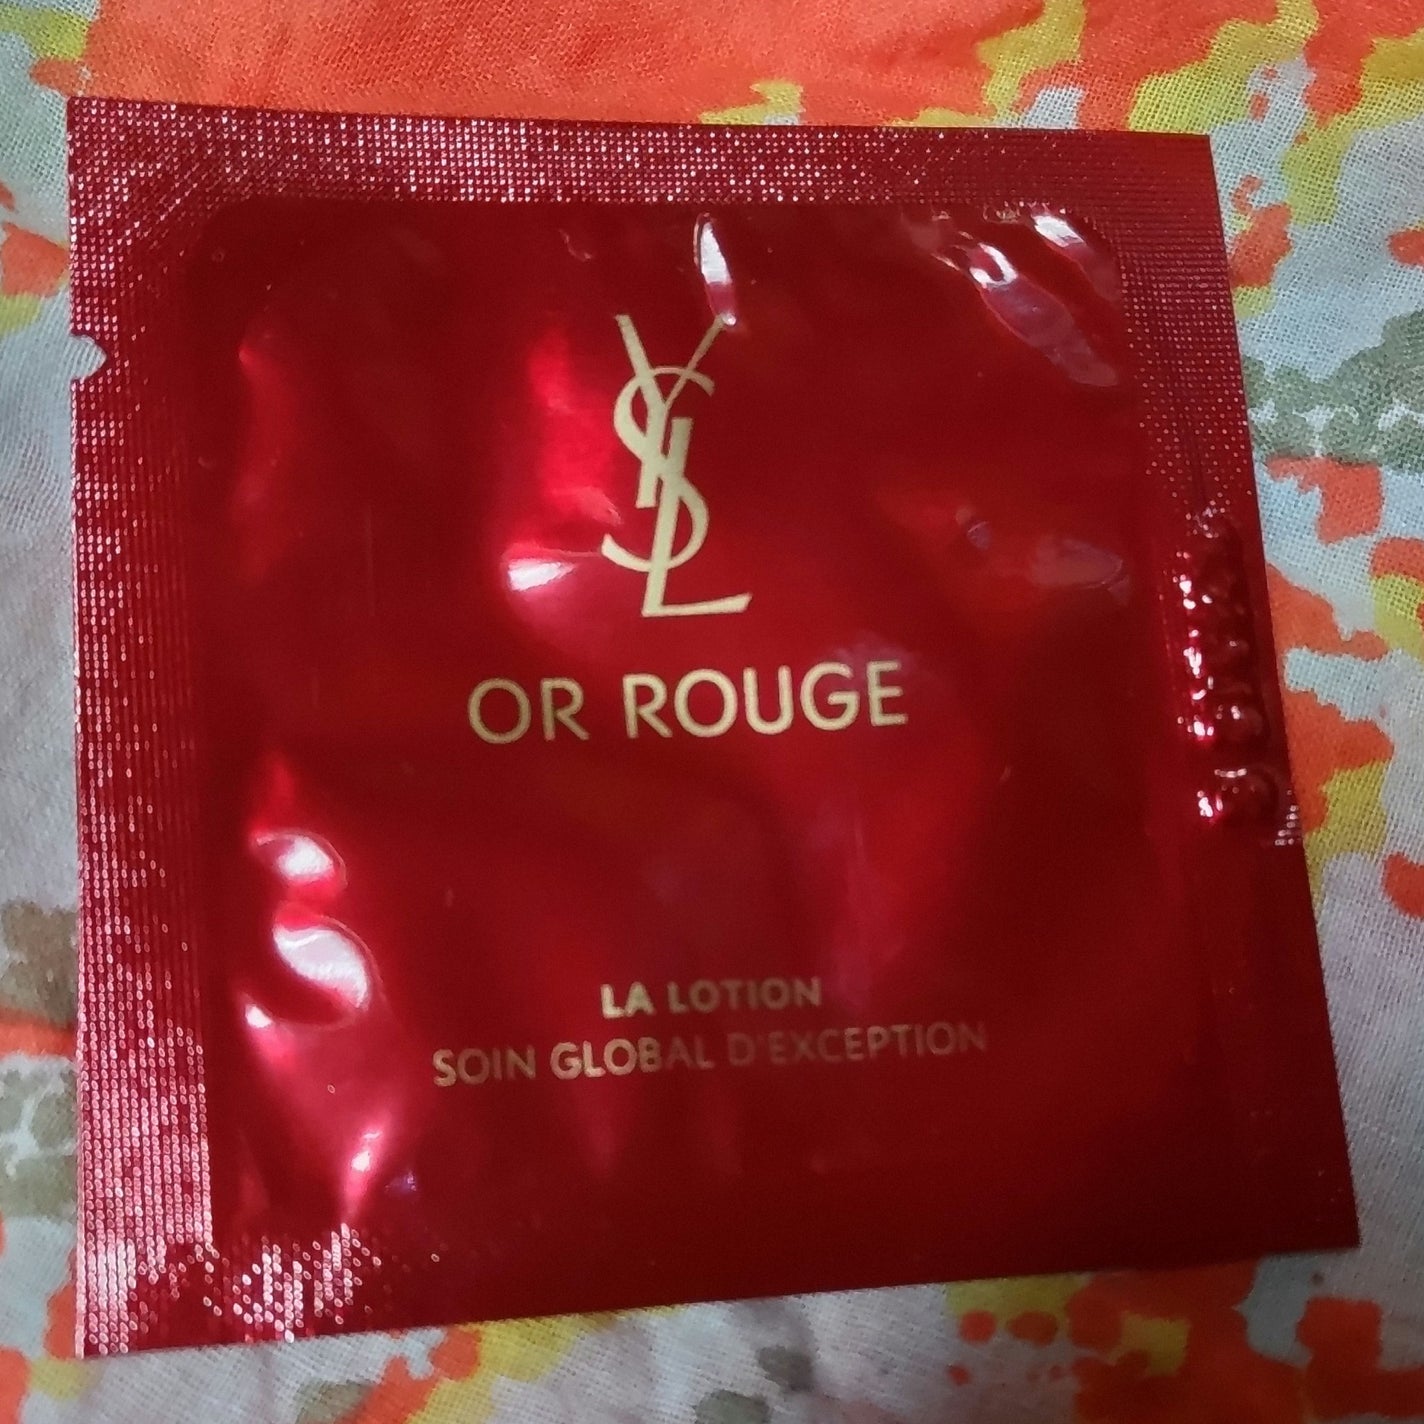 YSL
OR ROUGE
LA LOTION
SOIN GLOBAL D'EXCEPTION